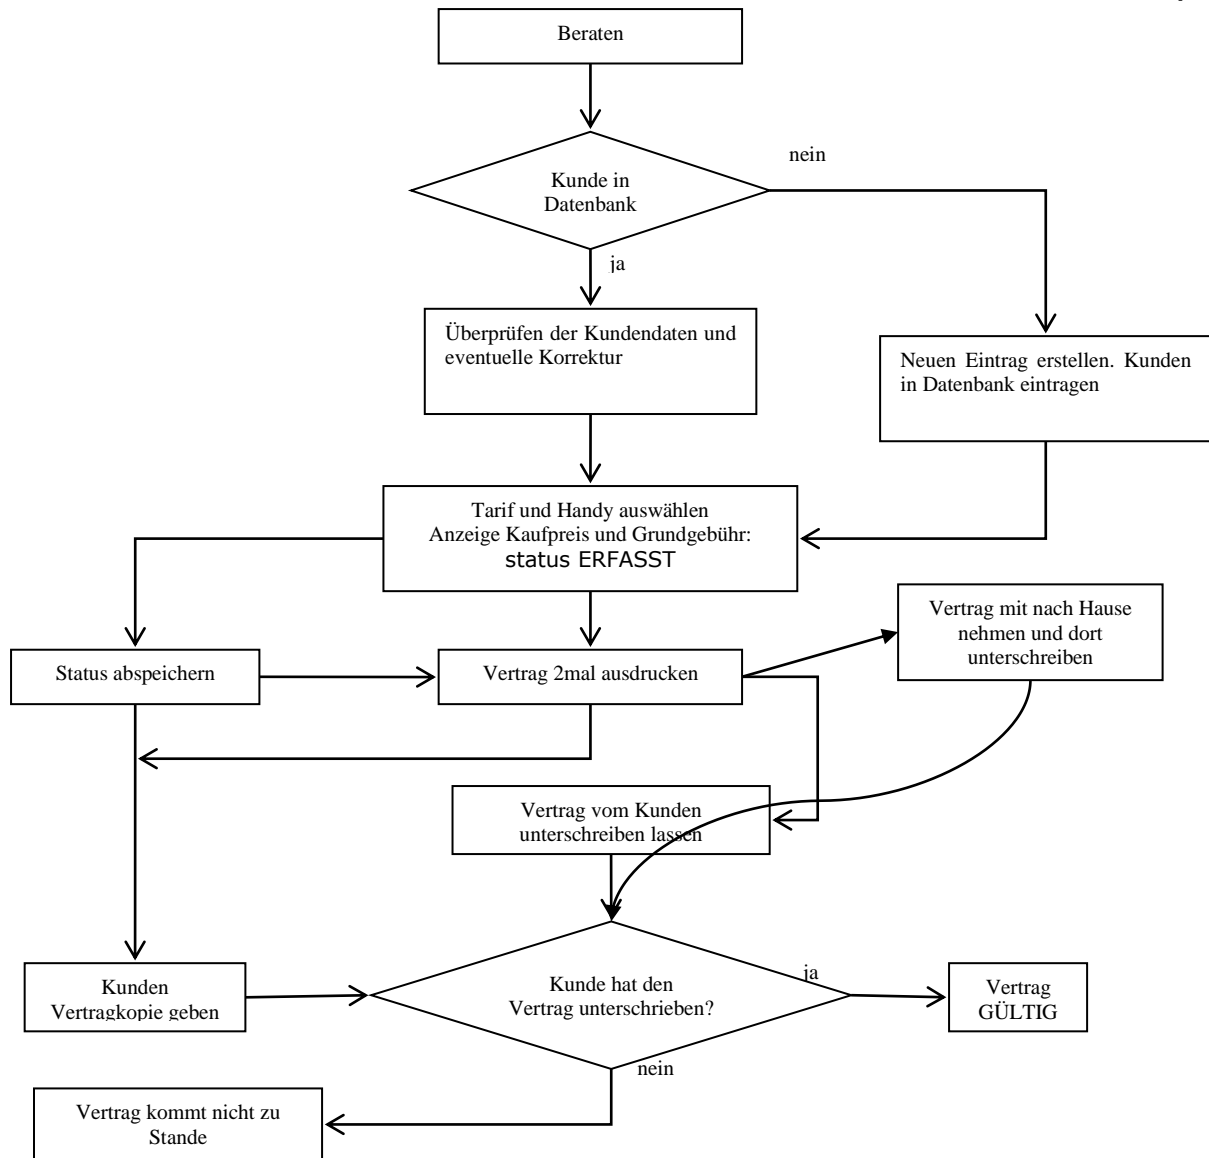 Beraten
nein
Kunde in
Datenbank
ja
Überprüfen der Kundendaten und
eventuelle Korrektur
Neuen Eintrag erstellen. Kunden
in Datenbank eintragen
Tarif und Handy auswählen
Anzeige Kaufpreis und Grundgebühr:
status ERFASST
Vertrag mit nach Hause
nehmen und dort
unterschreiben
Status abspeichern
Vertrag 2mal ausdrucken
Vertrag vom Kunden
unterschreiben lassen
Kunden
Vertragkopie geben
Kunde hat den
Vertrag unterschrieben?
ja
Vertrag
GÜLTIG
nein
Vertrag kommt nicht zu
Stande